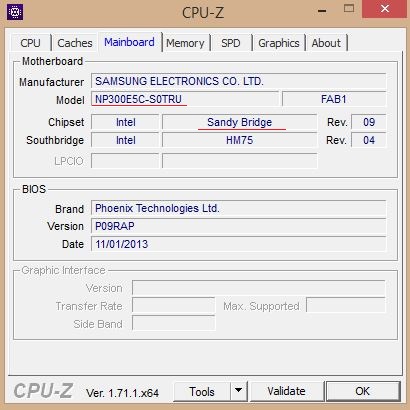 CPU-Z
CPU Caches Mainboard Memory SPD Graphics About
Motherboard
Manufacturer SAMSUNG ELECTRONICS CO. LTD.
Model NP300E5C-S0TRU FAB1
Chipset Intel Sandy Bridge Rev. 09
Southbridge Intel HM75 Rev. 04
LPCIO
BIOS
Brand Phoenix Technologies Ltd.
Version P09RAP
Date 11/01/2013
Graphic Interface
Version
Transfer Rate Max. Supported
Side Band
CPU-Z Ver. 1.71.1.x64 Tools Validate OK